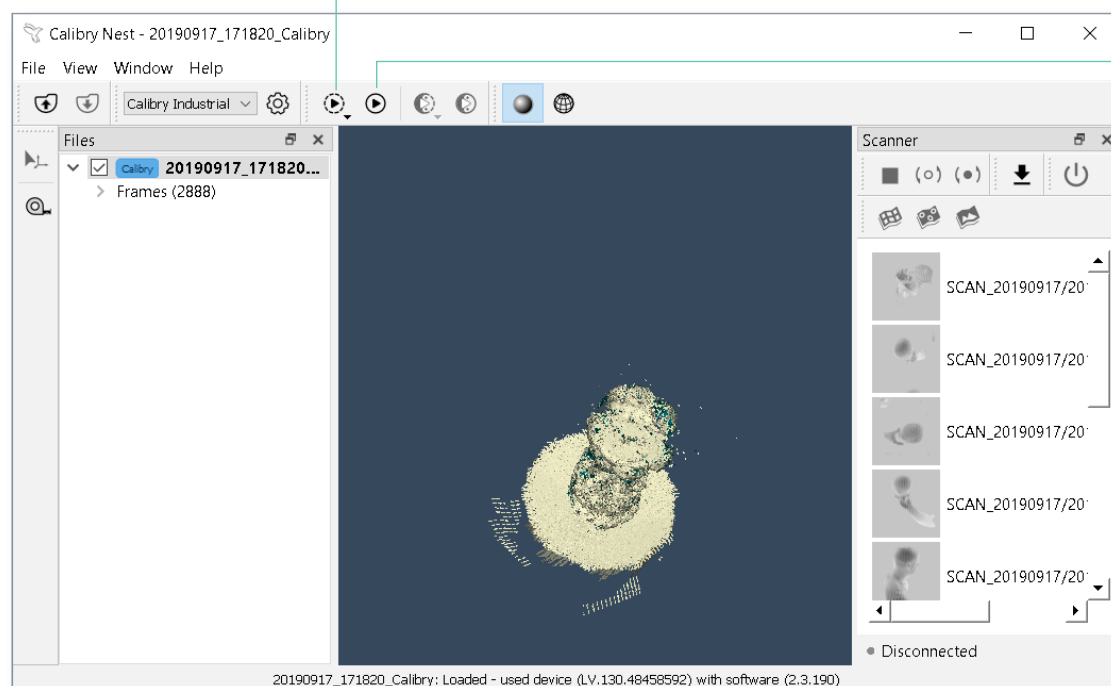 Calibry Nest - 20190917_171820_Calibry
File View Window Help
Calibry Industrial
Files
Calibry 20190917_171820...
Frames (2888)
Scanner
SCAN_20190917/20
SCAN_20190917/20
SCAN_20190917/20
SCAN_20190917/20
SCAN_20190917/20
Disconnected
20190917_171820_Calibry: Loaded - used device (LV.130.48458592) with software (2.3.190)